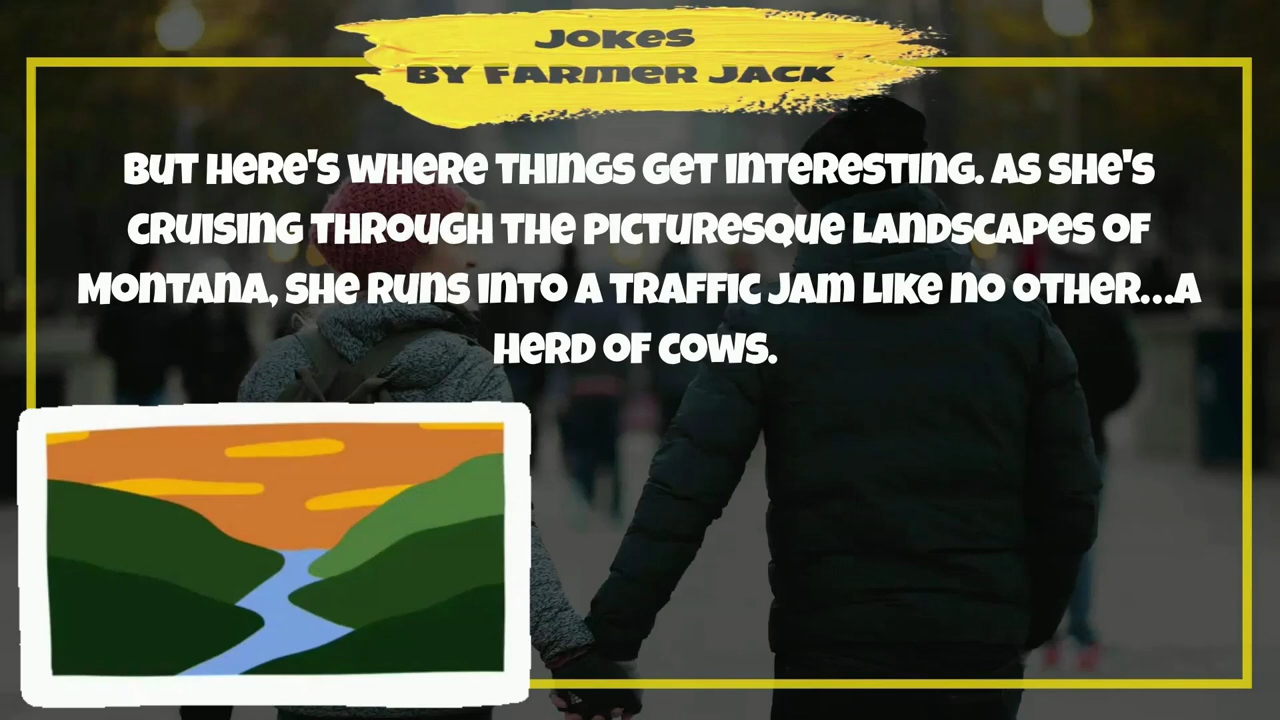 Jokes
by Farmer Jack
But here's where things get interesting. As she's
cruising through the picturesque landscapes of
Montana, she runs into a traffic jam like no other...a
herd of cows.